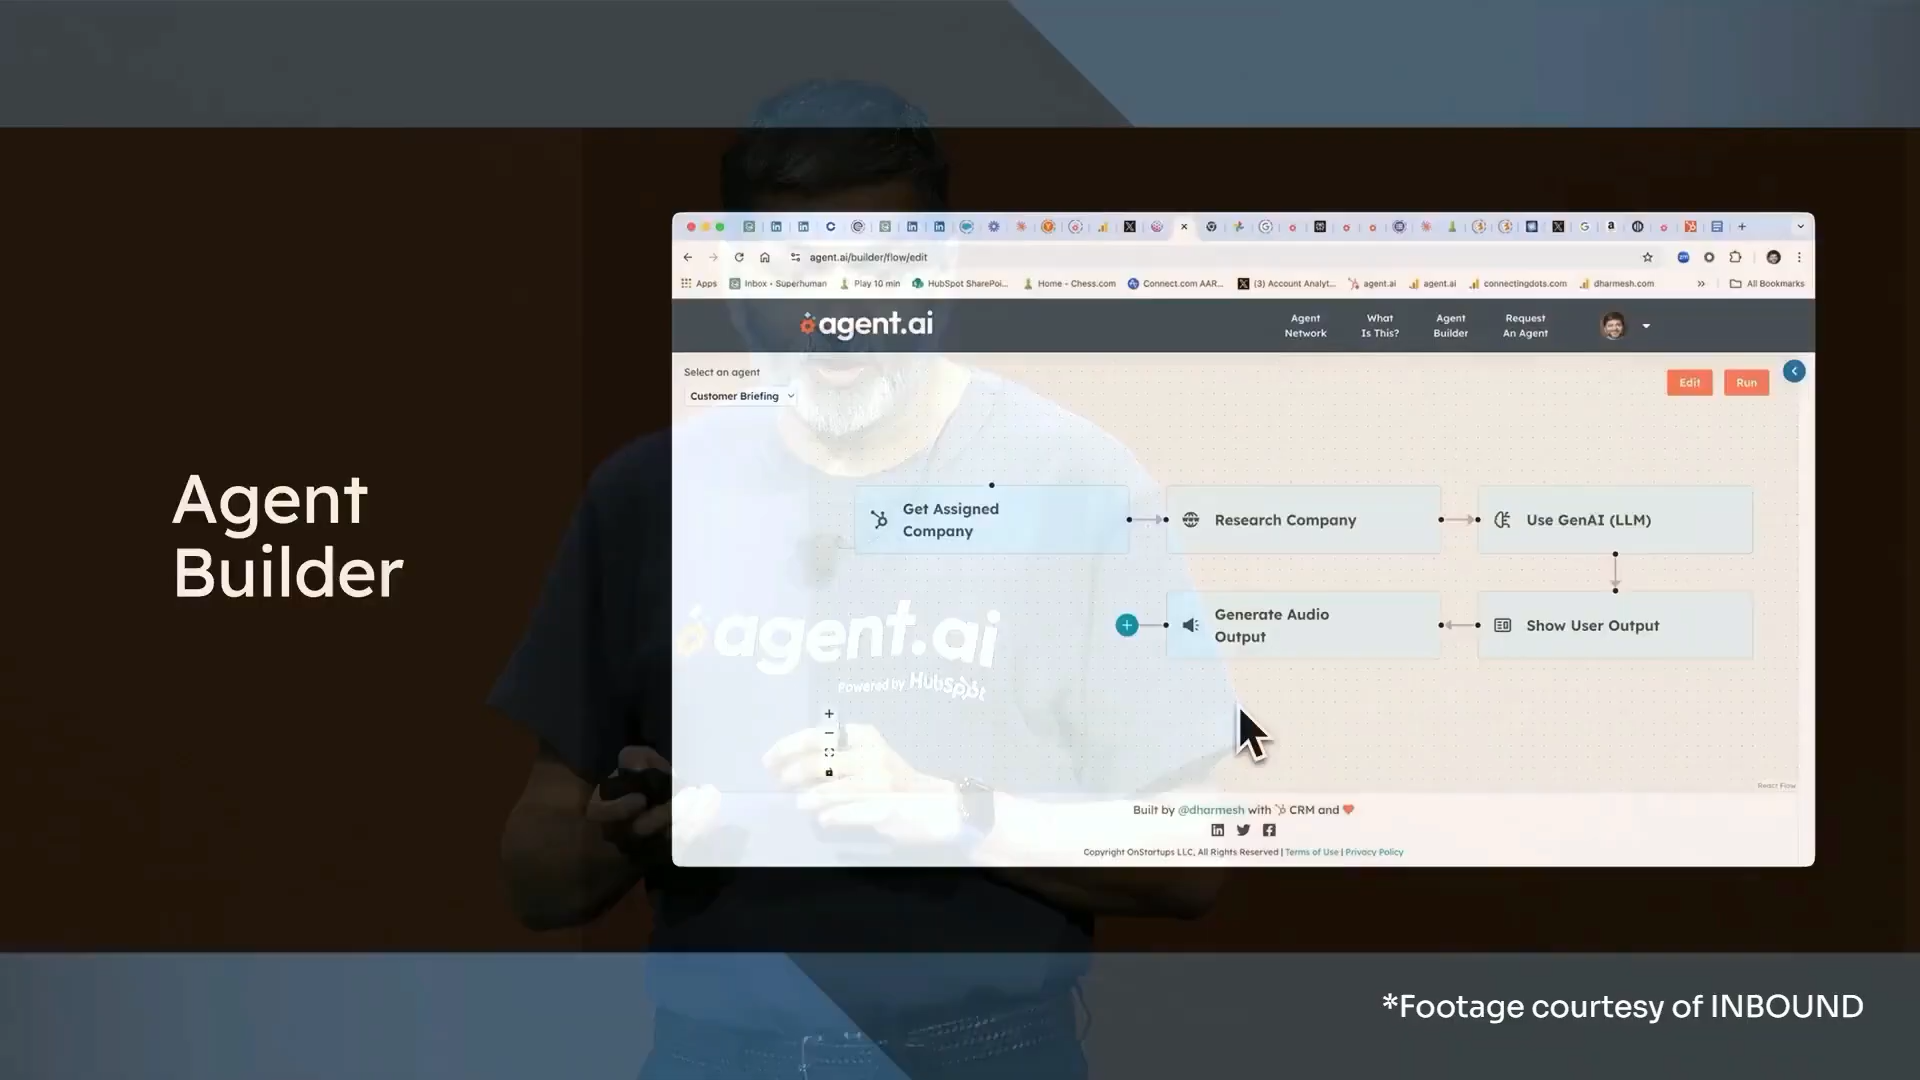 agent.ai/builder/flow/edit
Apps
Inbox - Superhuman
Play 10 min
HubSpot SharePoi...
Home - Chess.com
Connect.com AAR...
(3) Account Analyt...
agent.ai
agent.ai
connectingdots.com
dharmesh.com
»
All Bookmarks
agent.ai
Agent
Network
What
Is This?
Agent
Builder
Request
An Agent
Select an agent
Customer Briefing
Edit
Run
Agent
Builder
Get Assigned
Company
Research Company
Use GenAI (LLM)
Generate Audio
Output
Show User Output
agent.ai
Powered by HubSpot
React Flow
Built by @dharmesh with CRM and
Copyright OnStartups LLC, All Rights Reserved | Terms of Use | Privacy Policy
*Footage courtesy of INBOUND